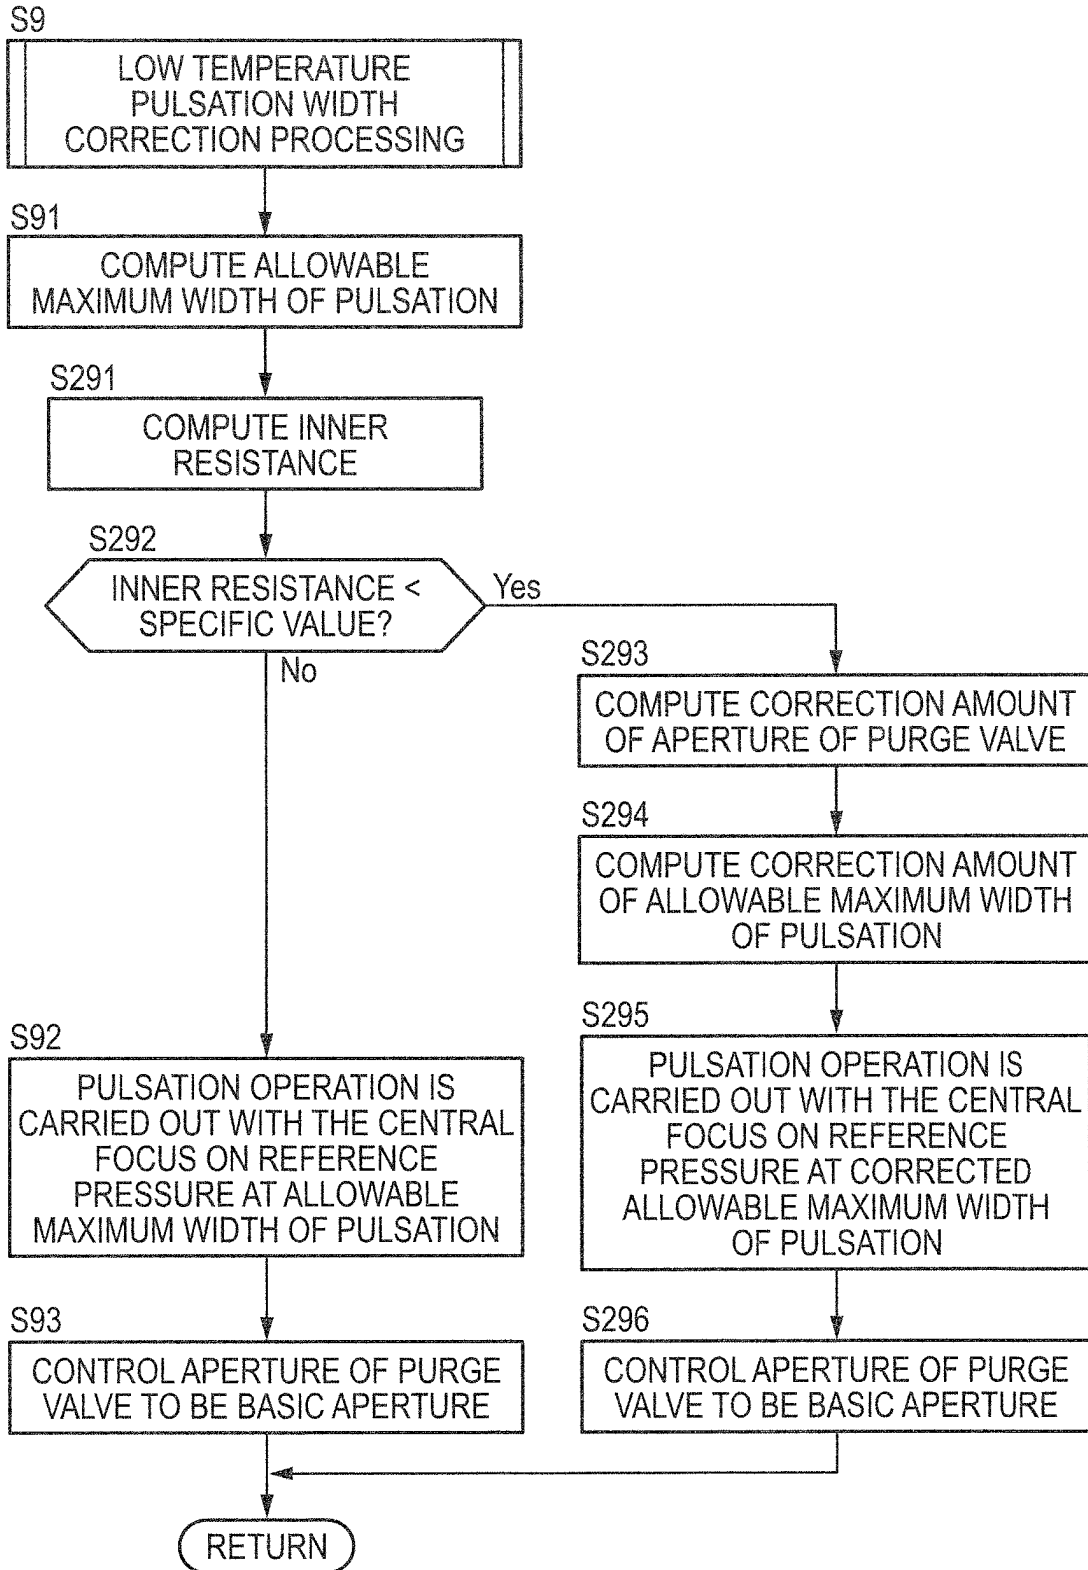 S9
LOW TEMPERATURE
PULSATION WIDTH
CORRECTION PROCESSING
S91
COMPUTE ALLOWABLE
MAXIMUM WIDTH OF PULSATION
S291
COMPUTE INNER
RESISTANCE
S292
INNER RESISTANCE <
SPECIFIC VALUE?
Yes
No
S293
COMPUTE CORRECTION AMOUNT
OF APERTURE OF PURGE VALVE
S294
COMPUTE CORRECTION AMOUNT
OF ALLOWABLE MAXIMUM WIDTH
OF PULSATION
S92
PULSATION OPERATION IS
CARRIED OUT WITH THE CENTRAL
FOCUS ON REFERENCE
PRESSURE AT ALLOWABLE
MAXIMUM WIDTH OF PULSATION
S295
PULSATION OPERATION IS
CARRIED OUT WITH THE CENTRAL
FOCUS ON REFERENCE
PRESSURE AT CORRECTED
ALLOWABLE MAXIMUM WIDTH
OF PULSATION
S93
CONTROL APERTURE OF PURGE
VALVE TO BE BASIC APERTURE
S296
CONTROL APERTURE OF PURGE
VALVE TO BE BASIC APERTURE
RETURN